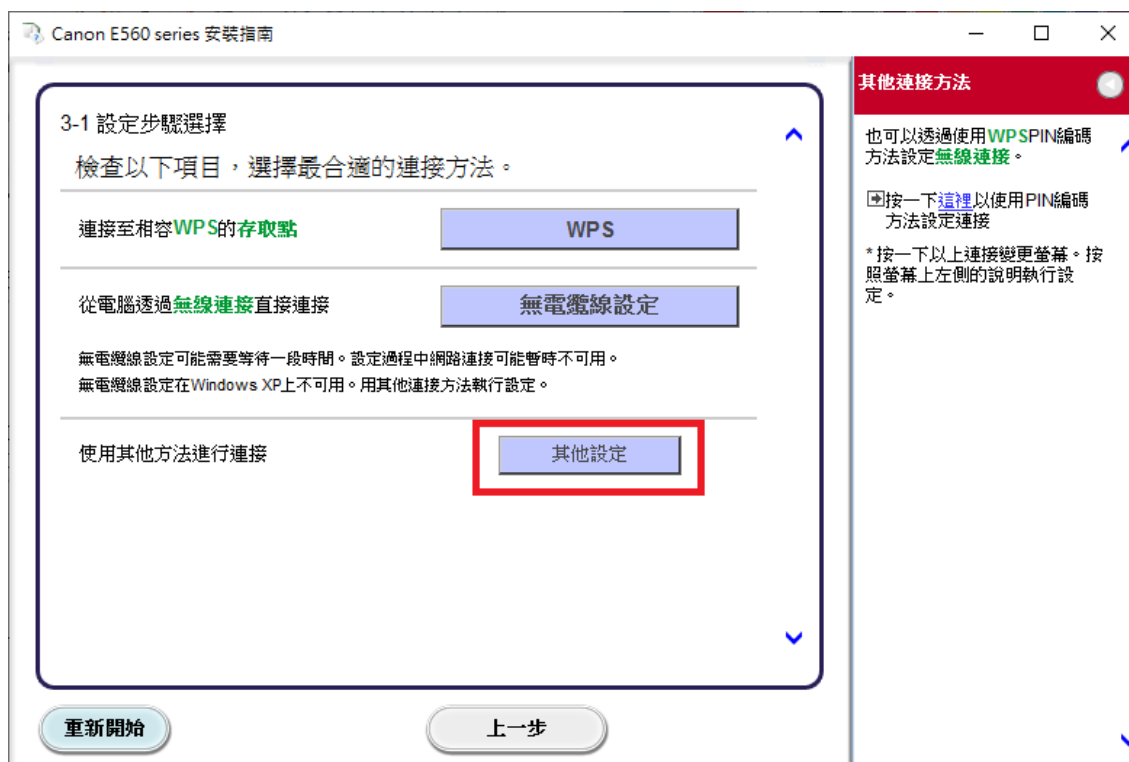 Canon E560 series 安裝指南
3-1 設定步驟選擇
檢查以下項目，選擇最合適的連接方法。
連接至相容WPS的存取點
WPS
從電腦透過無線連接直接連接
無電纜線設定
無電纜線設定可能需要等待一段時間。設定過程中網路連接可能暫時不可用。
無電纜線設定在Windows XP上不可用。用其他連接方法執行設定。
使用其他方法進行連接
其他設定
重新開始
上一步
其他連接方法
也可以透過使用WPSPIN編碼
方法設定無線連接。
按一下這裡以使用PIN編碼
方法設定連接
*按一下以上連接變更螢幕。按
照螢幕上左側的說明執行設
定。